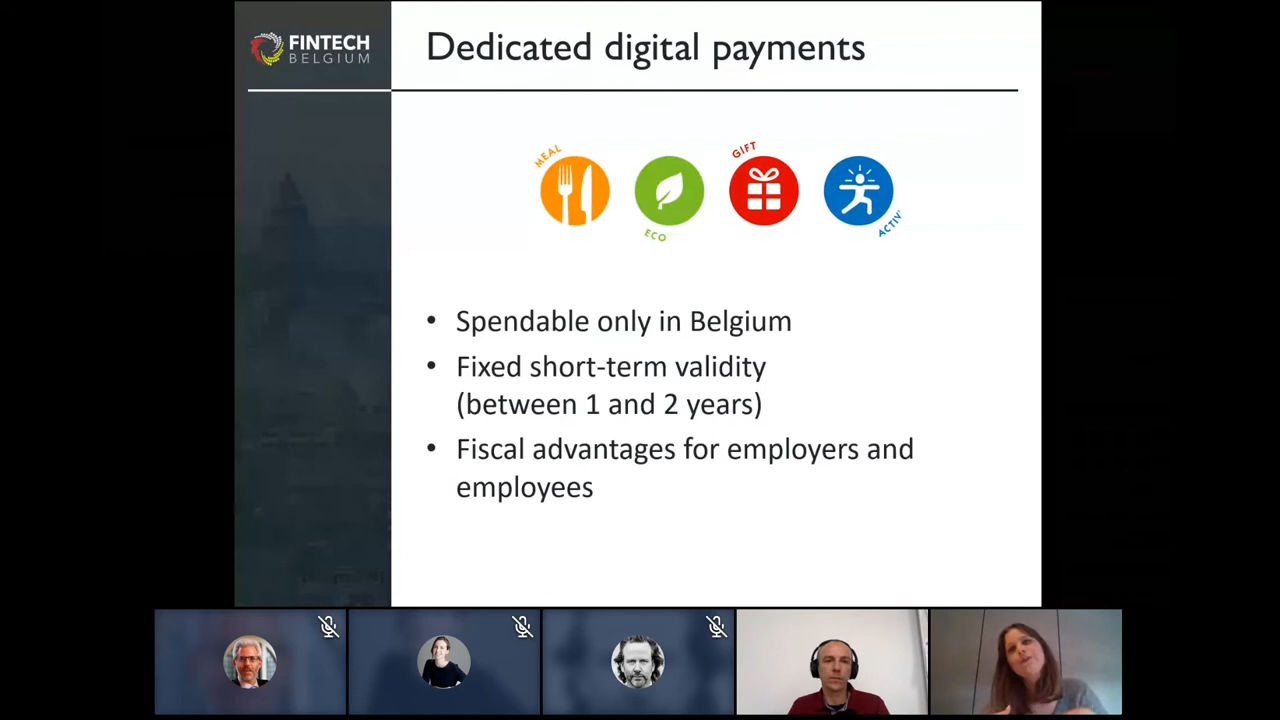 FINTECH
BELGIUM
Dedicated digital payments
MEAL
ECO
GIFT
ACTIV'
• Spendable only in Belgium
• Fixed short-term validity
(between 1 and 2 years)
• Fiscal advantages for employers and
employees